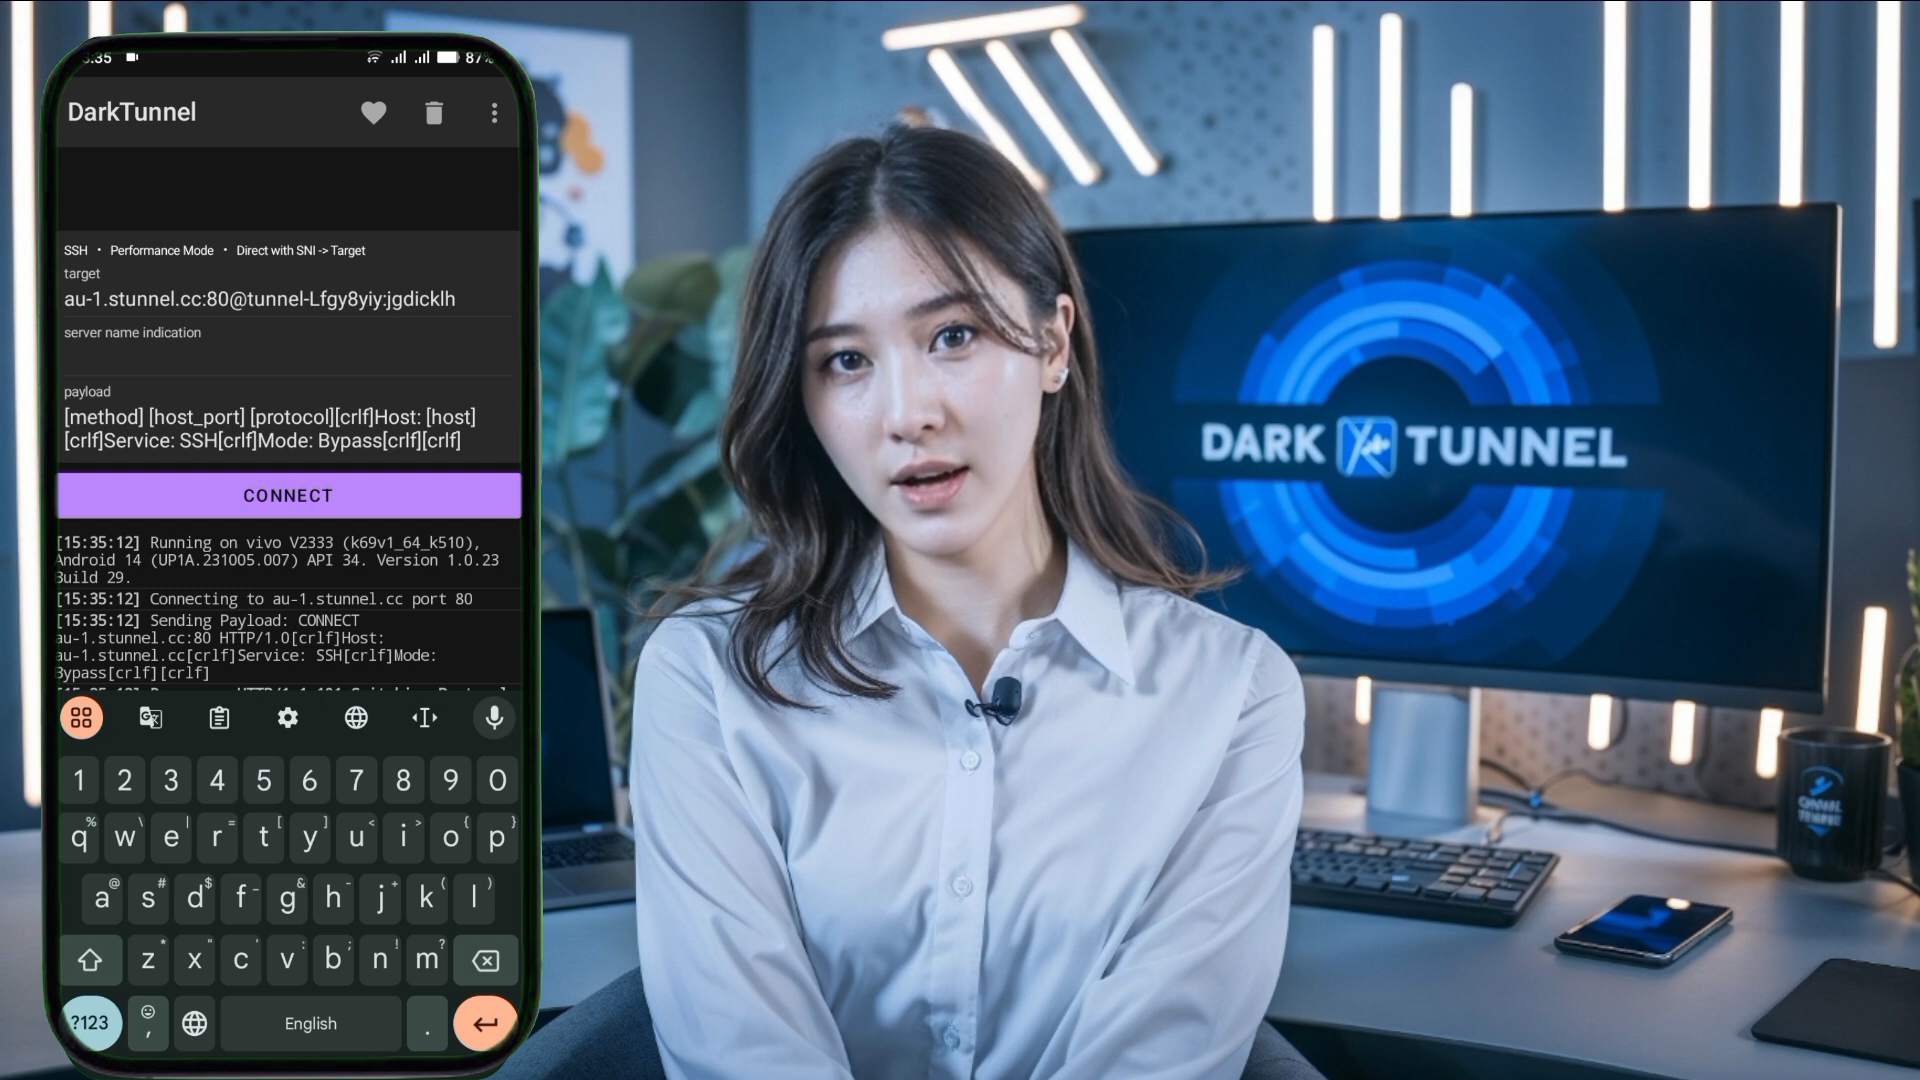 :35
87%
DarkTunnel
SSH • Performance Mode • Direct with SNI -> Target
target
au-1.stunnel.cc:80@tunnel-Lfgy8yiy:jgdicklh
server name indication
payload
[method] [host_port] [protocol][crlf]Host: [host]
[crlf]Service: SSH[crlf]Mode: Bypass[crlf][crlf]
CONNECT
[15:35:12] Running on vivo V2333 (k69v1_64_k510),
Android 14 (UP1A.231005.007) API 34. Version 1.0.23
Build 29.
[15:35:12] Connecting to au-1.stunnel.cc port 80
[15:35:12] Sending Payload: CONNECT
au-1.stunnel.cc:80 HTTP/1.0[crlf]Host:
au-1.stunnel.cc[crlf]Service: SSH[crlf]Mode:
Bypass[crlf][crlf]
1 2 3 4 5 6 7 8 9 0
% \ | = [ ] < > { }
q w e r t y u i o p
@ # $ _ & - + ( )
a s d f g h j k l
* " ' : ; ! ?
z x c v b n m
?123 , English .
DARK TUNNEL